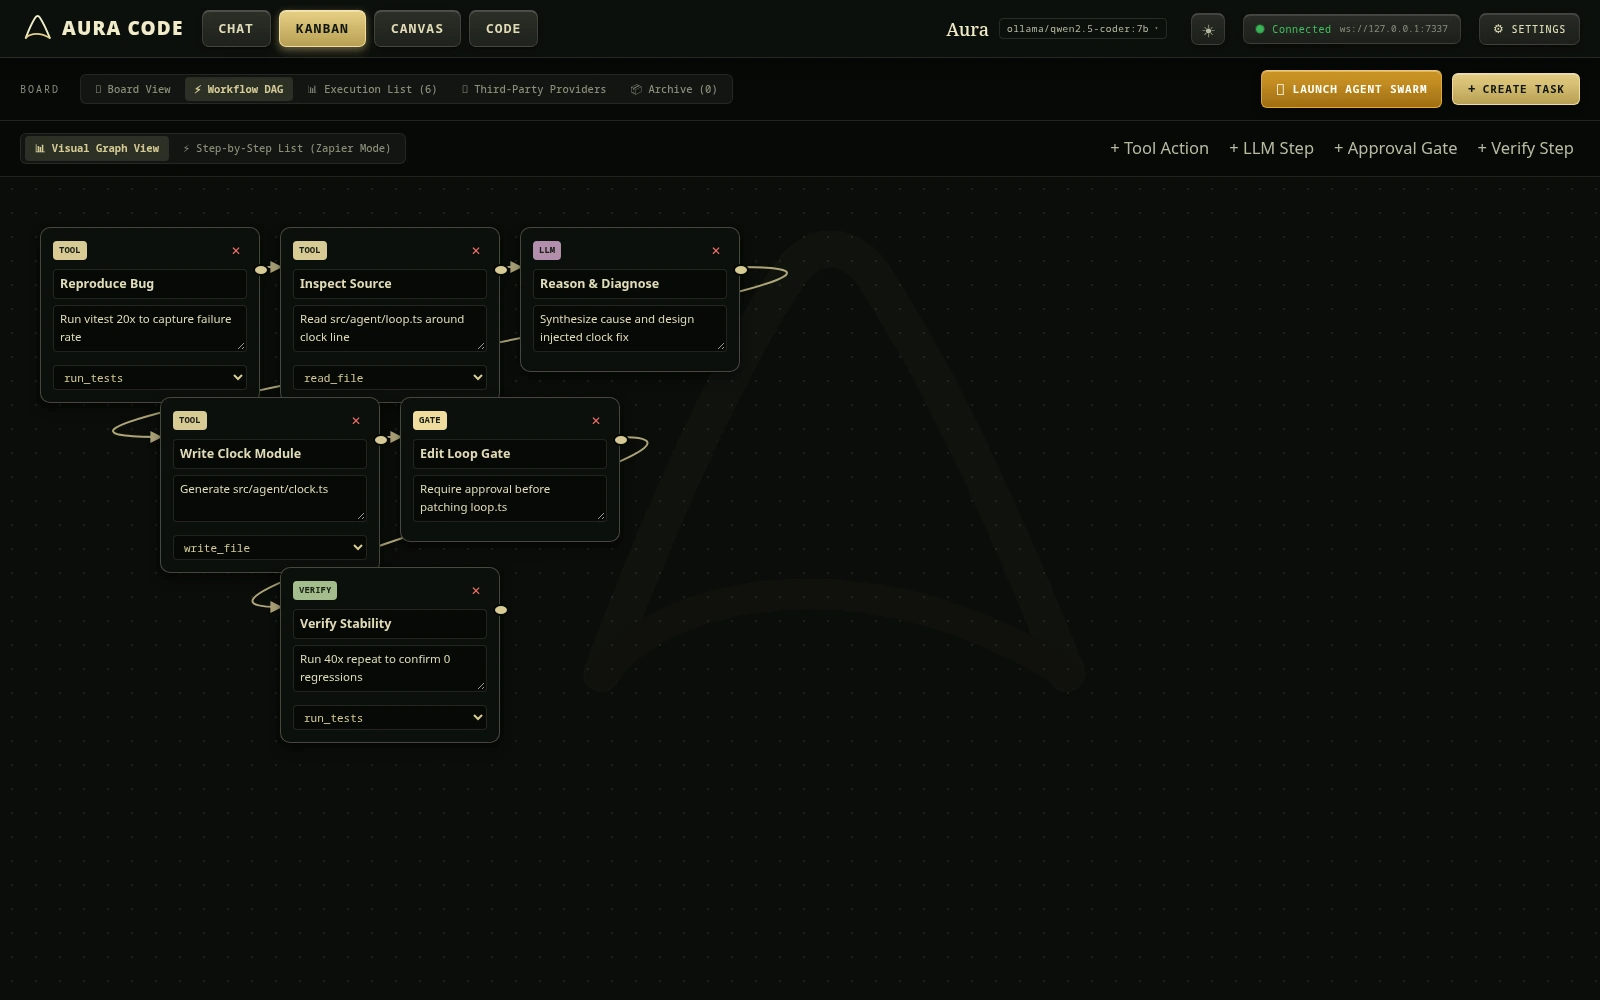 AURA CODE
CHAT
KANBAN
CANVAS
CODE
Aura
ollama/qwen2.5-coder:7b
Connected ws://127.0.0.1:7337
SETTINGS
BOARD
Board View
Workflow DAG
Execution List (6)
Third-Party Providers
Archive (0)
LAUNCH AGENT SWARM
+ CREATE TASK
Visual Graph View
Step-by-Step List (Zapier Mode)
+ Tool Action
+ LLM Step
+ Approval Gate
+ Verify Step
TOOL
Reproduce Bug
Run vitest 20x to capture failure
rate
run_tests
TOOL
Inspect Source
Read src/agent/loop.ts around
clock line
read_file
LLM
Reason & Diagnose
Synthesize cause and design
injected clock fix
TOOL
Write Clock Module
Generate src/agent/clock.ts
write_file
GATE
Edit Loop Gate
Require approval before
patching loop.ts
VERIFY
Verify Stability
Run 40x repeat to confirm 0
regressions
run_tests